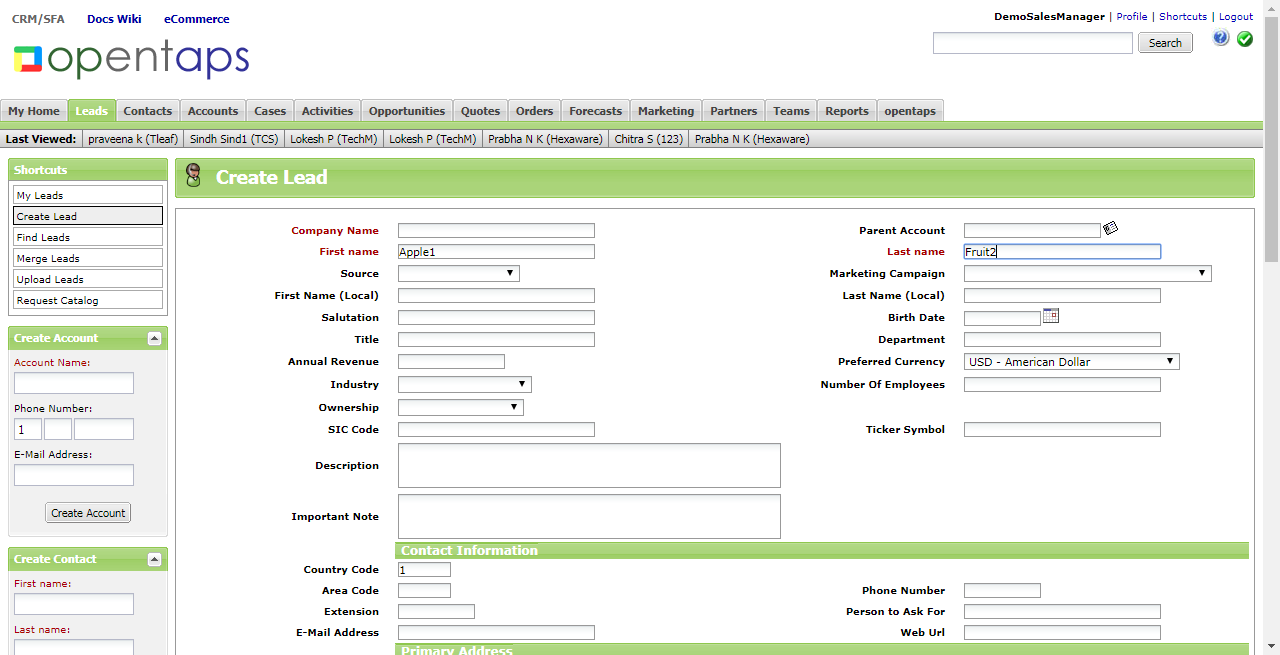 CRM/SFA Docs Wiki eCommerce
DemoSalesManager | Profile | Shortcuts | Logout
opentaps
Search
My Home Leads Contacts Accounts Cases Activities Opportunities Quotes Orders Forecasts Marketing Partners Teams Reports opentaps
Last Viewed: praveena k (Tleaf) Sindh Sind1 (TCS) Lokesh P (TechM) Lokesh P (TechM) Prabha N K (Hexaware) Chitra S (123) Prabha N K (Hexaware)
Shortcuts
My Leads
Create Lead
Find Leads
Merge Leads
Upload Leads
Request Catalog
Create Account
Account Name:
Phone Number:
1
E-Mail Address:
Create Account
Create Contact
First name:
Last name:
Create Lead
Company Name Parent Account
First name Apple1 Last name Fruit2
Source Marketing Campaign
First Name (Local) Last Name (Local)
Salutation Birth Date
Title Department
Annual Revenue Preferred Currency USD - American Dollar
Industry Number Of Employees
Ownership
SIC Code Ticker Symbol
Description
Important Note
Contact Information
Country Code 1
Area Code Phone Number
Extension Person to Ask For
E-Mail Address Web Url
Primary Address